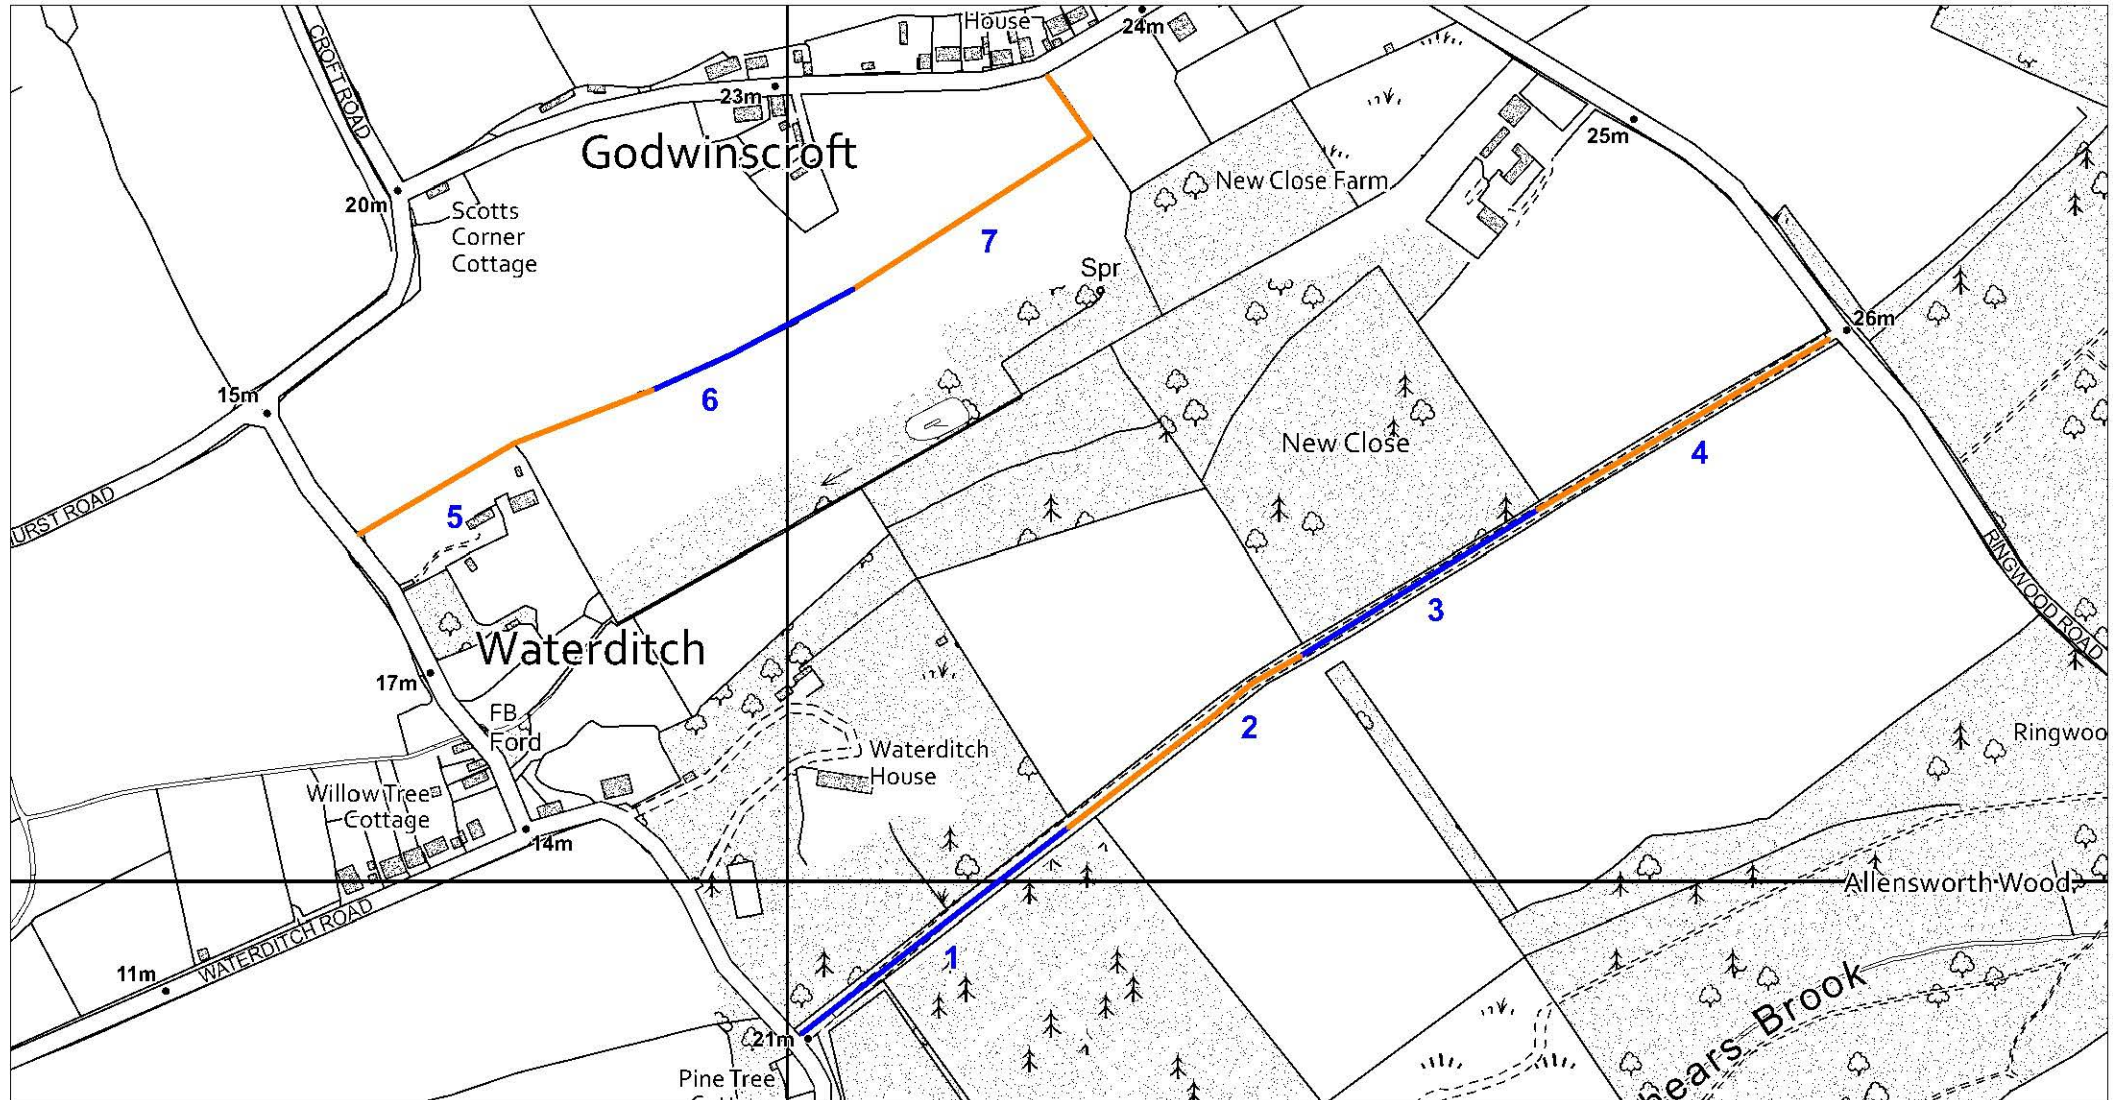 House
24m
CROFT ROAD
23m
25m
Godwinscroft
New Close Farm
20m
Scotts
Corner
Cottage
7
Spr
26m
15m
6
New Close
4
URST ROAD
5
3
RINGWOOD ROAD
Waterditch
17m
FB
Ford
2
Ringwoo
Waterditch
House
Willow Tree
Cottage
14m
Allensworth Wood
WATERDITCH ROAD
1
11m
Brook
21m
hears
Pine Tree